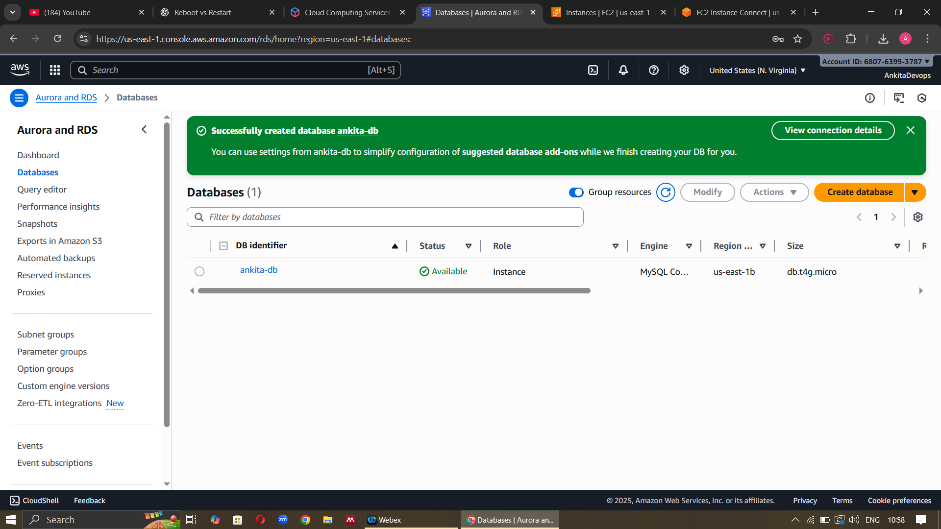 (184) YouTube
Reboot vs Restart
Cloud Computing Services
Databases | Aurora and RD
Instances | EC2 | us-east-1
EC2 Instance Connect | us
https://us-east-1.console.aws.amazon.com/rds/home?region=us-east-1#databases:
A
aws
Search
[Alt+S]
United States (N. Virginia)
Account ID: 6807-6399-3787
AnkitaDevops
Aurora and RDS
Databases
Aurora and RDS
Dashboard
Databases
Query editor
Performance insights
Snapshots
Exports in Amazon S3
Automated backups
Reserved instances
Proxies
Subnet groups
Parameter groups
Option groups
Custom engine versions
Zero-ETL integrations New
Events
Event subscriptions
Successfully created database ankita-db
View connection details
You can use settings from ankita-db to simplify configuration of suggested database add-ons while we finish creating your DB for you.
Databases (1)
Group resources
Modify
Actions
Create database
Filter by databases
1
DB identifier
Status
Role
Engine
Region ...
Size
R
ankita-db
Available
Instance
MySQL Co...
us-east-1b
db.t4g.micro
CloudShell
Feedback
© 2025, Amazon Web Services, Inc. or its affiliates.
Privacy
Terms
Cookie preferences
Search
Webex
Databases | Aurora an...
ENG
10:58